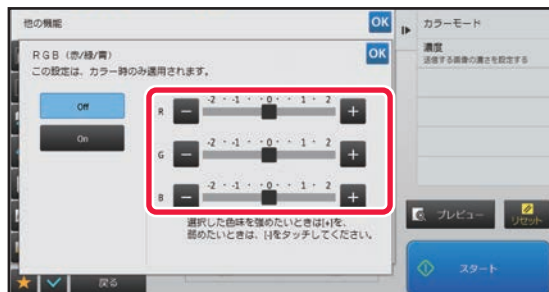 他の機能
OK
カラーモード
濃度
送信する画像の濃さを設定する
RGB (赤/緑/青)
OK
この設定は、カラー時のみ適用されます。
Off
On
R
-2 ・ -1 ・ ・0・ ・ 1 ・ 2
G
-2 ・ -1 ・ ・0・ ・ 1 ・ 2
B
-2 ・ -1 ・ ・0・ ・ 1 ・ 2
選択した色味を強めたいときは[+]を、
弱めたいときは、[-]をタッチしてください。
プレビュー
リセット
戻る
スタート